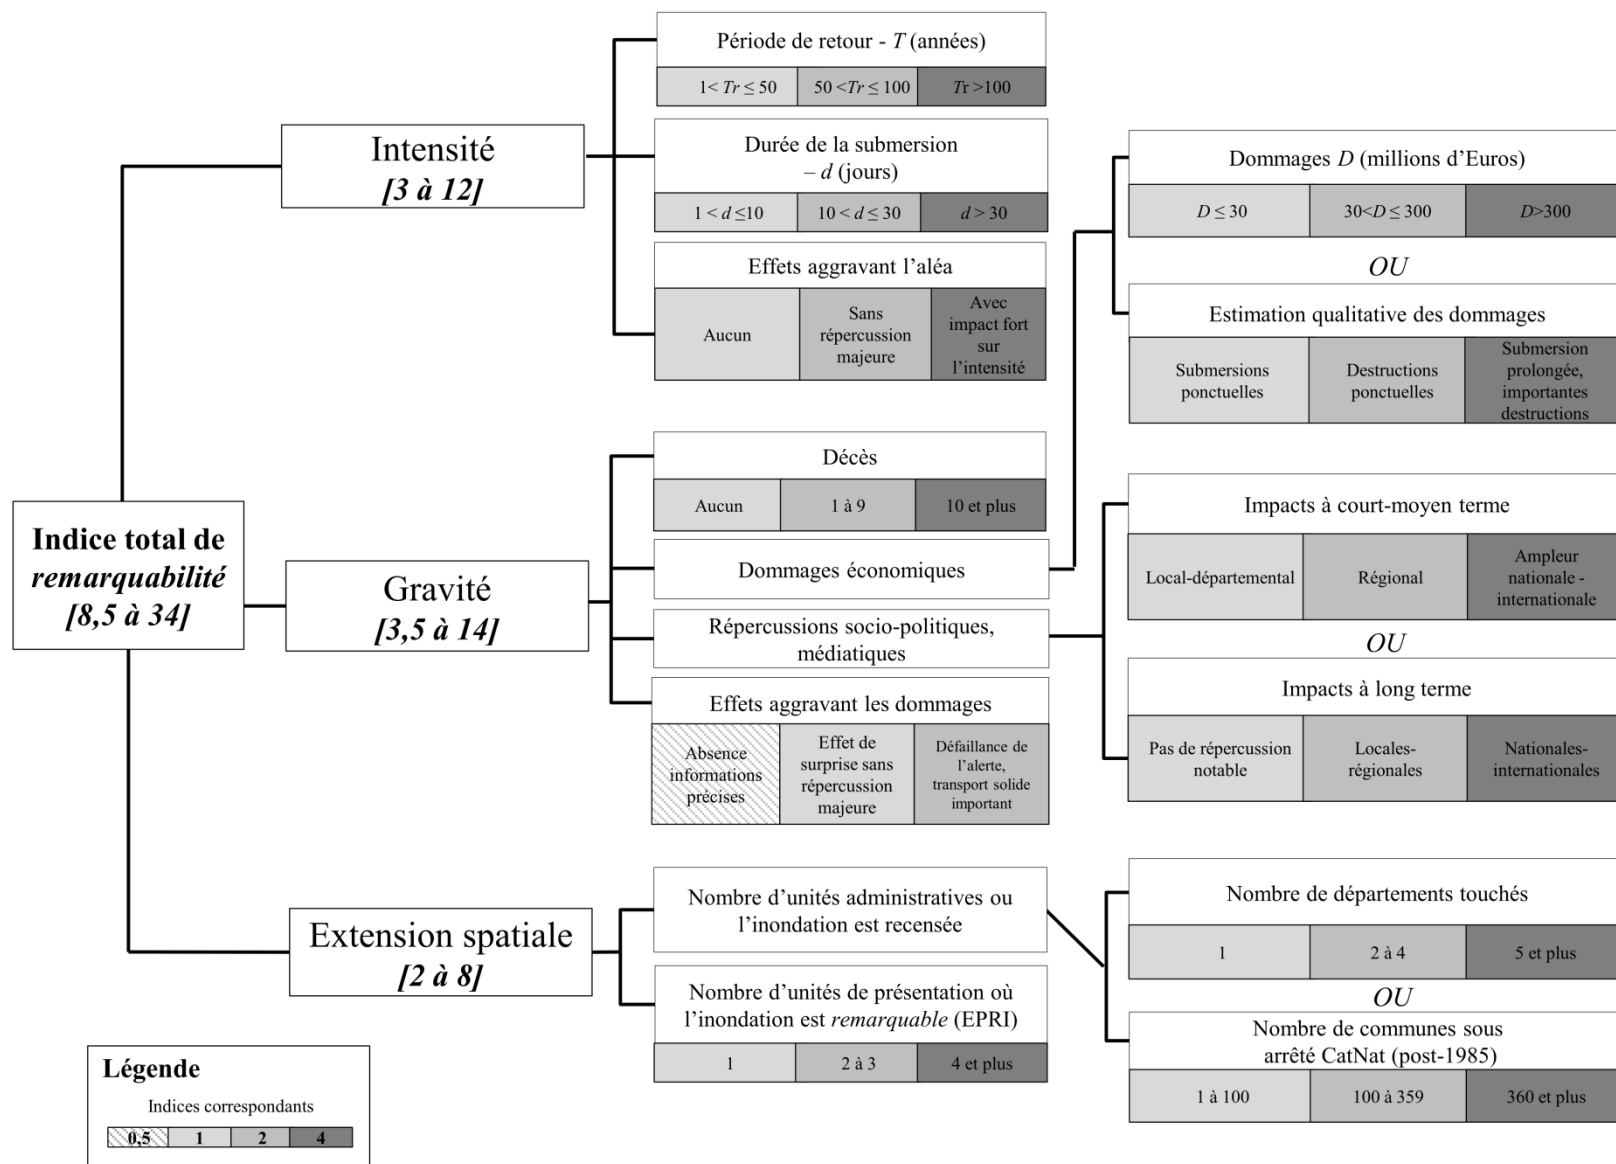 Période de retour - T (années)
1< Tr ≤ 50
50 <Tr ≤ 100
Tr >100
Durée de la submersion
– d (jours)
1 < d ≤10
10 < d ≤ 30
d > 30
Effets aggravant l’aléa
Aucun
Sans
répercussion
majeure
Avec
impact fort
sur
l’intensité
Intensité
[3 à 12]
Dommages D (millions d’Euros)
D ≤ 30
30<D ≤ 300
D>300
OU
Estimation qualitative des dommages
Submersions
ponctuelles
Destructions
ponctuelles
Submersion
prolongée,
importantes
destructions
Indice total de
remarquabilité
[8,5 à 34]
Gravité
[3,5 à 14]
Décès
Aucun
1 à 9
10 et plus
Dommages économiques
Répercussions socio-politiques,
médiatiques
Effets aggravant les dommages
Absence
informations
précises
Effet de
surprise sans
répercussion
majeure
Défaillance de
l’alerte,
transport solide
important
Impacts à court-moyen terme
Local-départemental
Régional
Ampleur
nationale -
internationale
OU
Impacts à long terme
Pas de répercussion
notable
Locales-
régionales
Nationales-
internationales
Extension spatiale
[2 à 8]
Nombre d’unités administratives ou
l’inondation est recensée
Nombre d’unités de présentation où
l’inondation est remarquable (EPRI)
1
2 à 3
4 et plus
Nombre de départements touchés
1
2 à 4
5 et plus
OU
Nombre de communes sous
arrêté CatNat (post-1985)
1 à 100
100 à 359
360 et plus
Légende
Indices correspondants
0,5
1
2
4